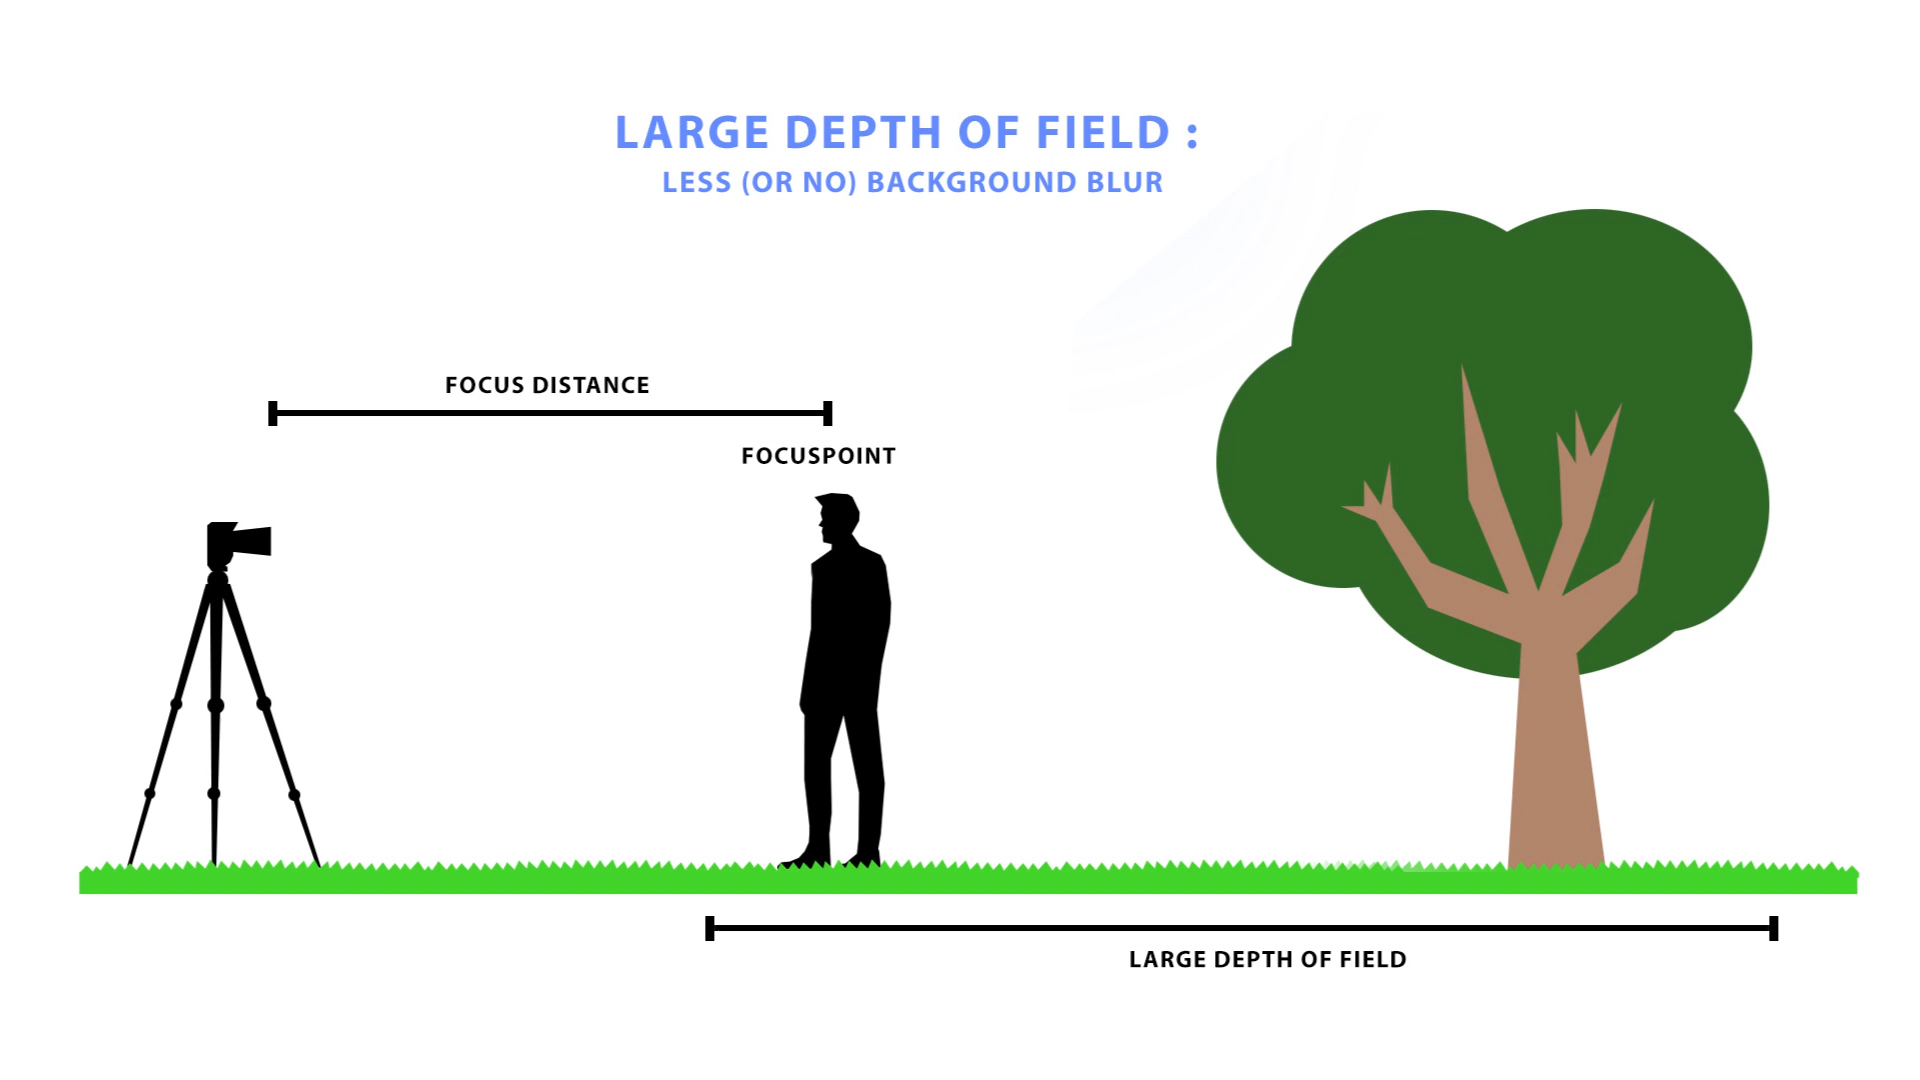 LARGE DEPTH OF FIELD :
LESS (OR NO) BACKGROUND BLUR
FOCUS DISTANCE
FOCUSPOINT
LARGE DEPTH OF FIELD